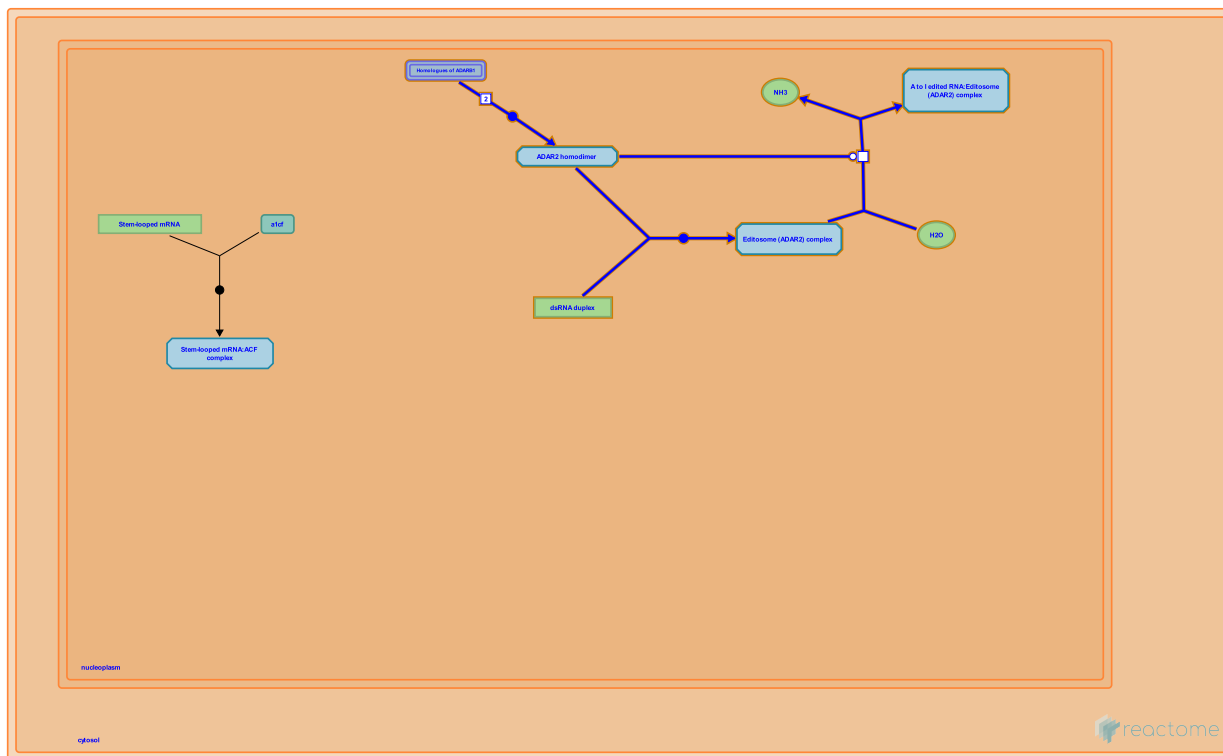 Homologues of ADARB1
2
NH3
A to I edited RNA:Editosome
(ADAR2) complex
ADAR2 homodimer
Stem-looped mRNA
a1cf
Editosome (ADAR2) complex
H2O
dsRNA duplex
Stem-looped mRNA:ACF
complex
nucleoplasm
cytosol
reactome